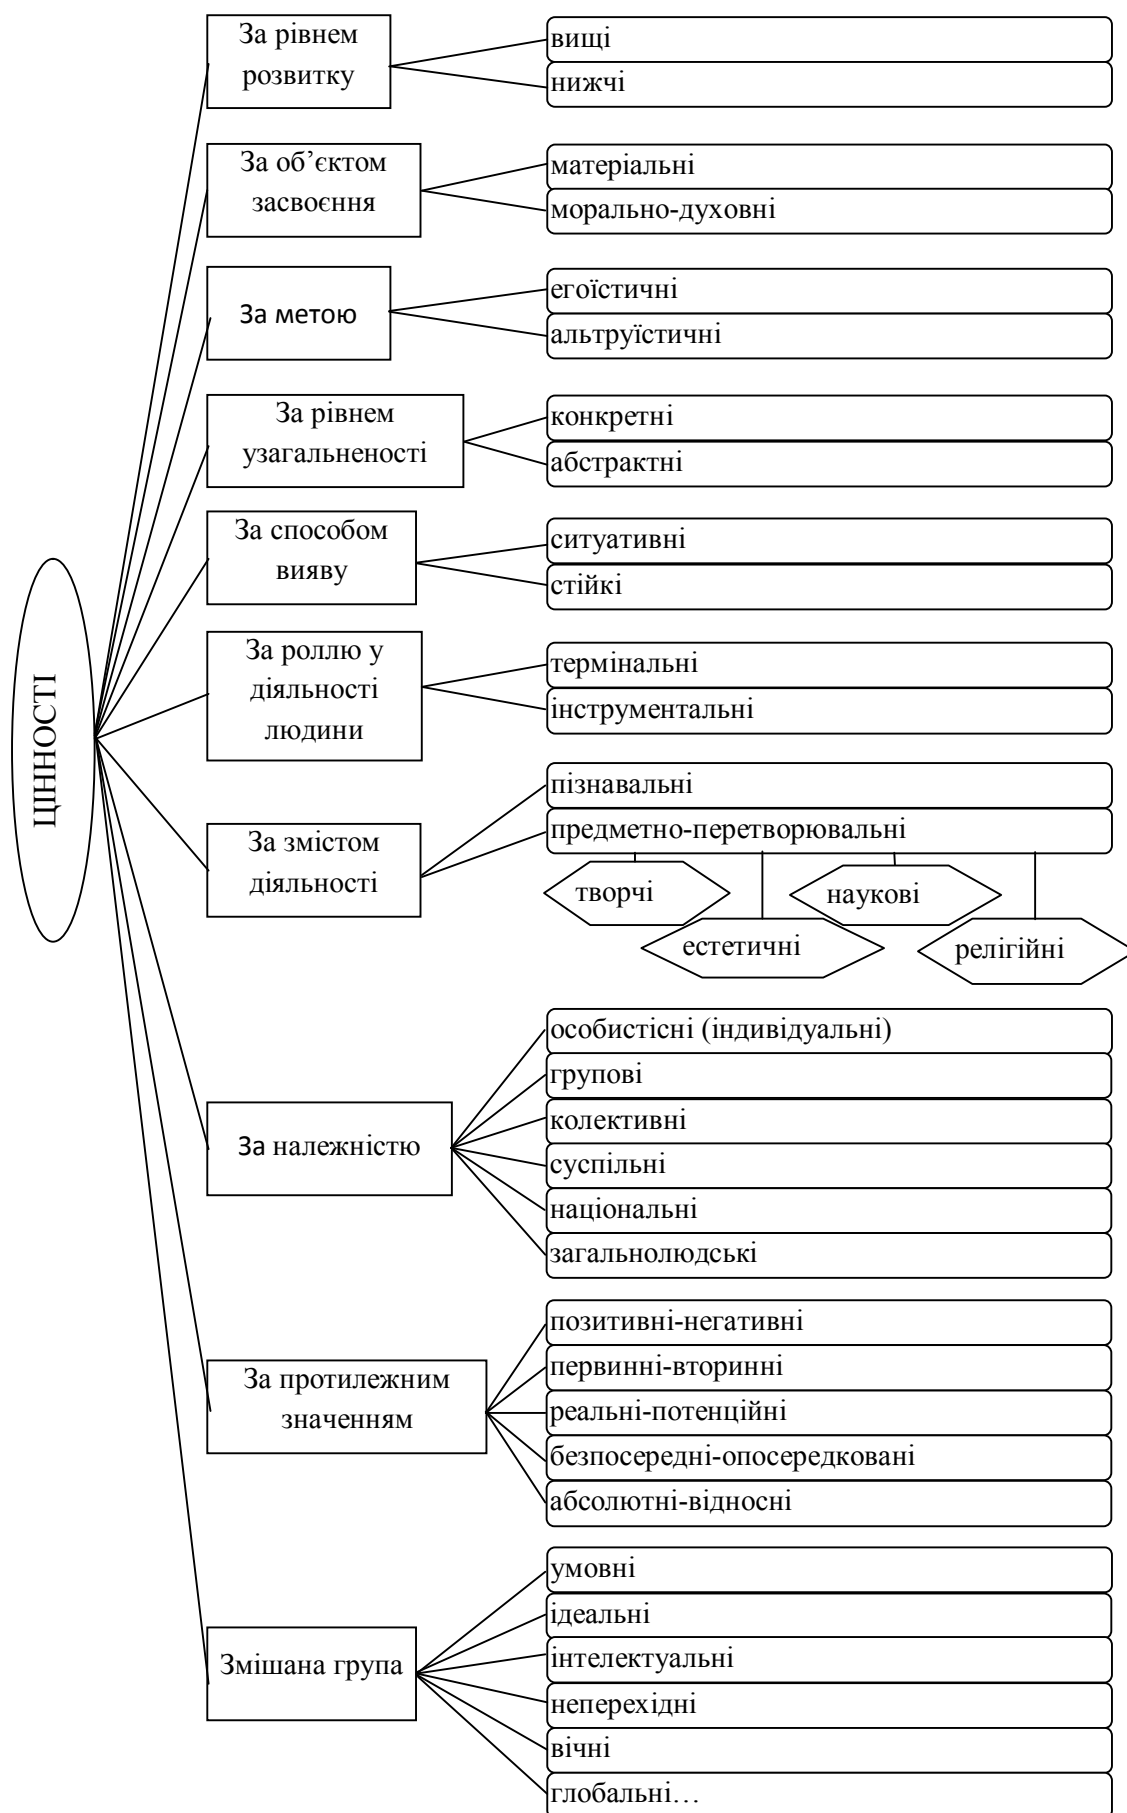 ЦІННОСТІ
За рівнем
розвитку
вищі
нижчі
За об’єктом
засвоєння
матеріальні
морально-духовні
За метою
егоїстичні
альтруїстичні
За рівнем
узагальненості
конкретні
абстрактні
За способом
вияву
ситуативні
стійкі
За роллю у
діяльності
людини
термінальні
інструментальні
За змістом
діяльності
пізнавальні
предметно-перетворювальні
творчі
наукові
естетичні
релігійні
За належністю
особистісні (індивідуальні)
групові
колективні
суспільні
національні
загальнолюдські
За протилежним
значенням
позитивні-негативні
первинні-вторинні
реальні-потенційні
безпосередні-опосередковані
абсолютні-відносні
Змішана група
умовні
ідеальні
інтелектуальні
неперехідні
вічні
глобальні…